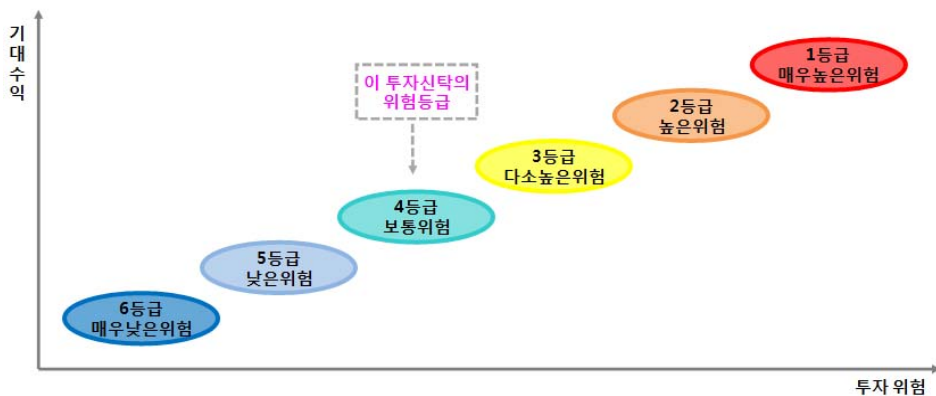 기대수익
1등급
매우높은위험
이 투자신탁의
위험등급
2등급
높은위험
3등급
다소높은위험
4등급
보통위험
5등급
낮은위험
6등급
매우낮은위험
투자 위험